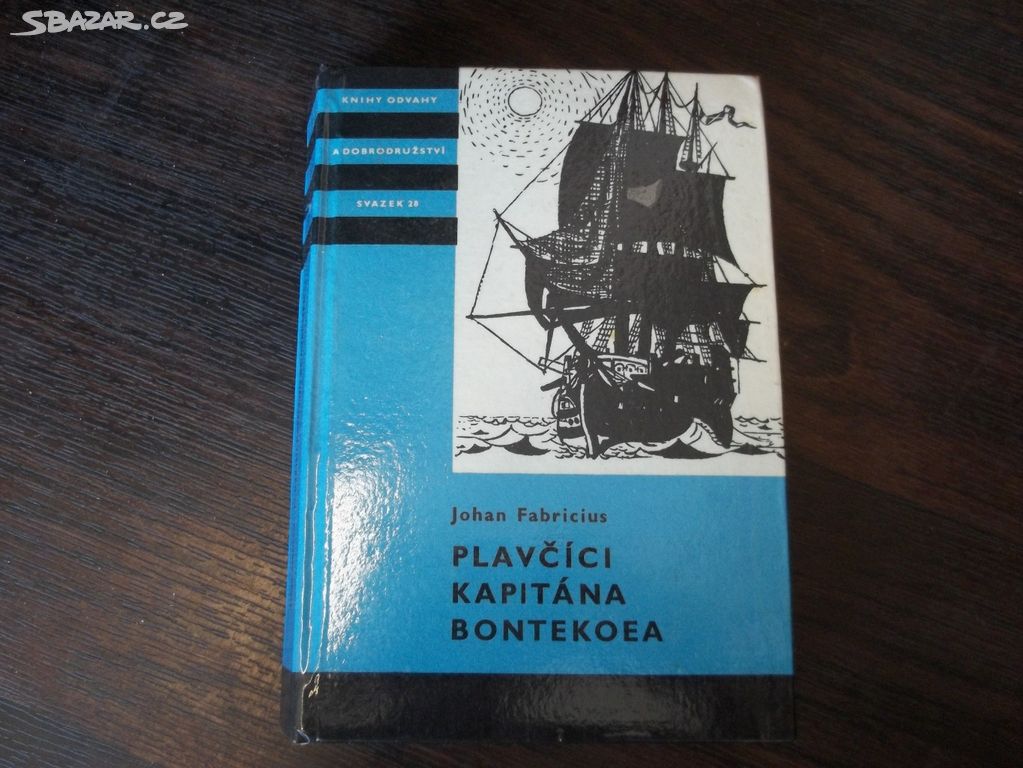 SBAZAR.CZ
KNIHY ODVAHY
A DOBRODRUŽSTVÍ
SVAZEK 28
Johan Fabricius
PLAVČÍCI
KAPITÁNA
BONTEKOEA